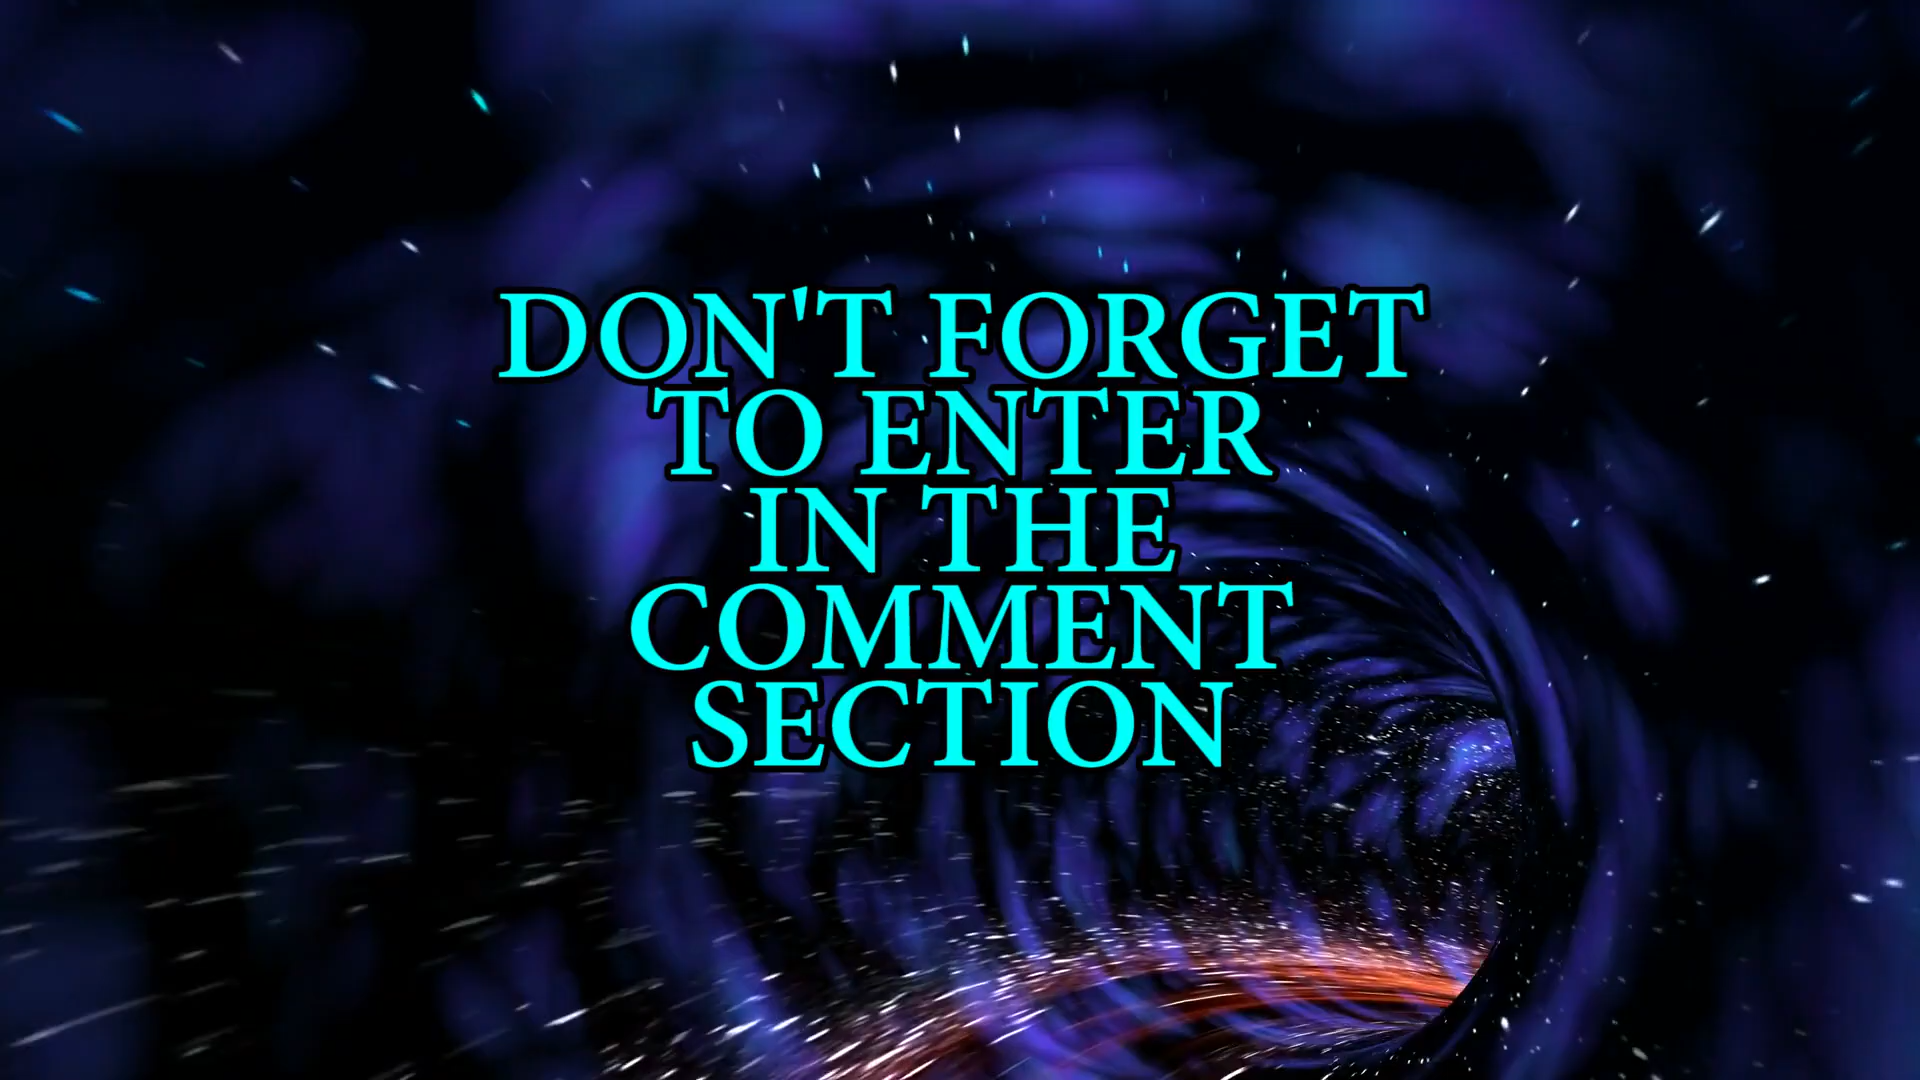 DON'T FORGET
TO ENTER
IN THE
COMMENT
SECTION